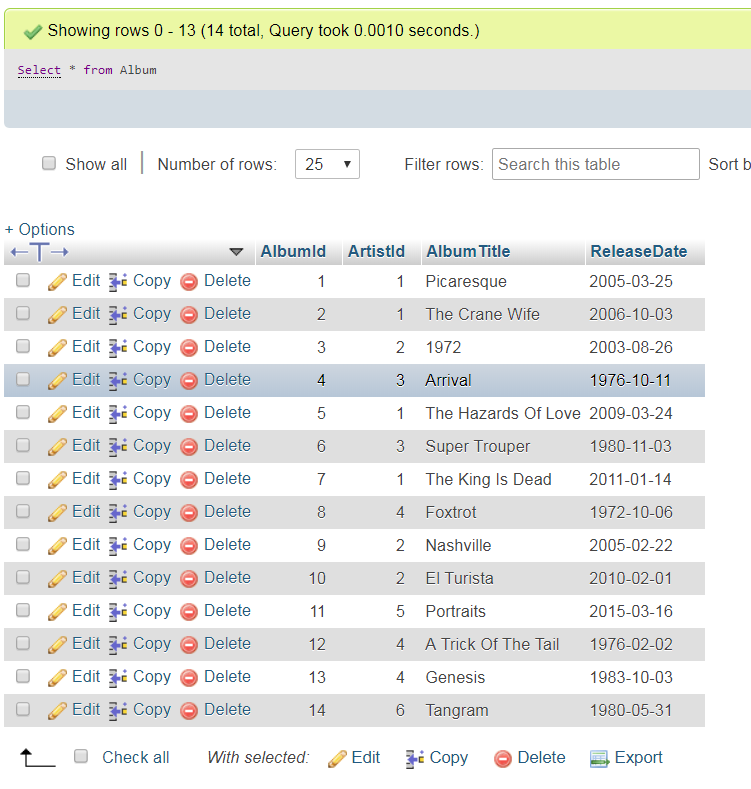 Showing rows 0 - 13 (14 total, Query took 0.0010 seconds.)
Select * from Album
Show all Number of rows: 25 Filter rows: Search this table Sort b
+ Options
AlbumId ArtistId AlbumTitle ReleaseDate
Edit Copy Delete 1 1 Picaresque 2005-03-25
Edit Copy Delete 2 1 The Crane Wife 2006-10-03
Edit Copy Delete 3 2 1972 2003-08-26
Edit Copy Delete 4 3 Arrival 1976-10-11
Edit Copy Delete 5 1 The Hazards Of Love 2009-03-24
Edit Copy Delete 6 3 Super Trouper 1980-11-03
Edit Copy Delete 7 1 The King Is Dead 2011-01-14
Edit Copy Delete 8 4 Foxtrot 1972-10-06
Edit Copy Delete 9 2 Nashville 2005-02-22
Edit Copy Delete 10 2 El Turista 2010-02-01
Edit Copy Delete 11 5 Portraits 2015-03-16
Edit Copy Delete 12 4 A Trick Of The Tail 1976-02-02
Edit Copy Delete 13 4 Genesis 1983-10-03
Edit Copy Delete 14 6 Tangram 1980-05-31
Check all With selected: Edit Copy Delete Export